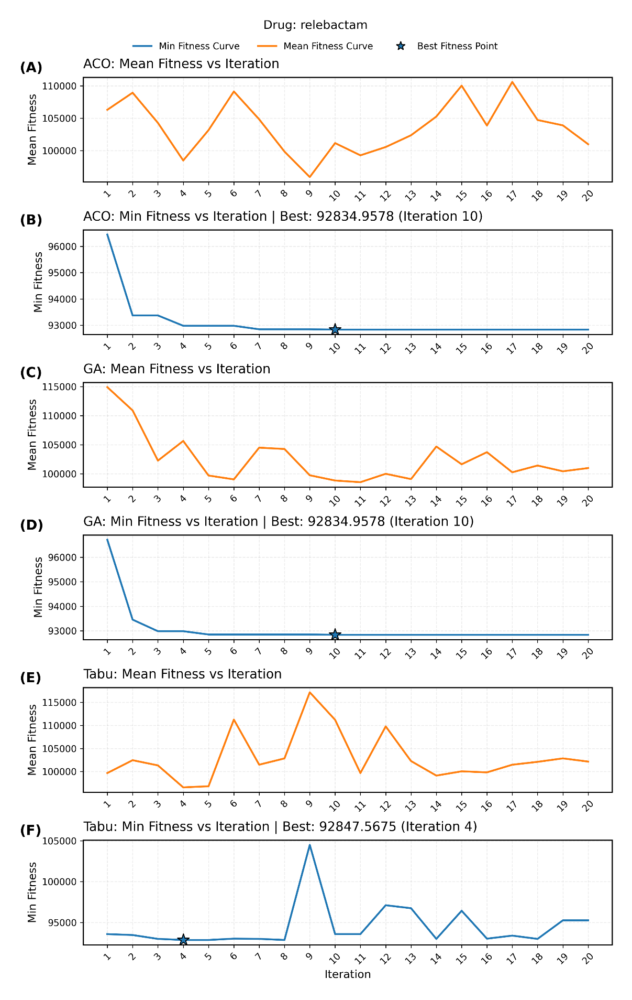 Drug: relebactam
Min Fitness Curve Mean Fitness Curve Best Fitness Point
(A) ACO: Mean Fitness vs Iteration
Mean Fitness
110000
105000
100000
1 2 3 4 5 6 7 8 9 10 11 12 13 14 15 16 17 18 19 20
(B) ACO: Min Fitness vs Iteration | Best: 92834.9578 (Iteration 10)
Min Fitness
96000
95000
94000
93000
1 2 3 4 5 6 7 8 9 10 11 12 13 14 15 16 17 18 19 20
(C) GA: Mean Fitness vs Iteration
Mean Fitness
115000
110000
105000
100000
1 2 3 4 5 6 7 8 9 10 11 12 13 14 15 16 17 18 19 20
(D) GA: Min Fitness vs Iteration | Best: 92834.9578 (Iteration 10)
Min Fitness
96000
95000
94000
93000
1 2 3 4 5 6 7 8 9 10 11 12 13 14 15 16 17 18 19 20
(E) Tabu: Mean Fitness vs Iteration
Mean Fitness
115000
110000
105000
100000
1 2 3 4 5 6 7 8 9 10 11 12 13 14 15 16 17 18 19 20
(F) Tabu: Min Fitness vs Iteration | Best: 92847.5675 (Iteration 4)
Min Fitness
105000
100000
95000
1 2 3 4 5 6 7 8 9 10 11 12 13 14 15 16 17 18 19 20
Iteration